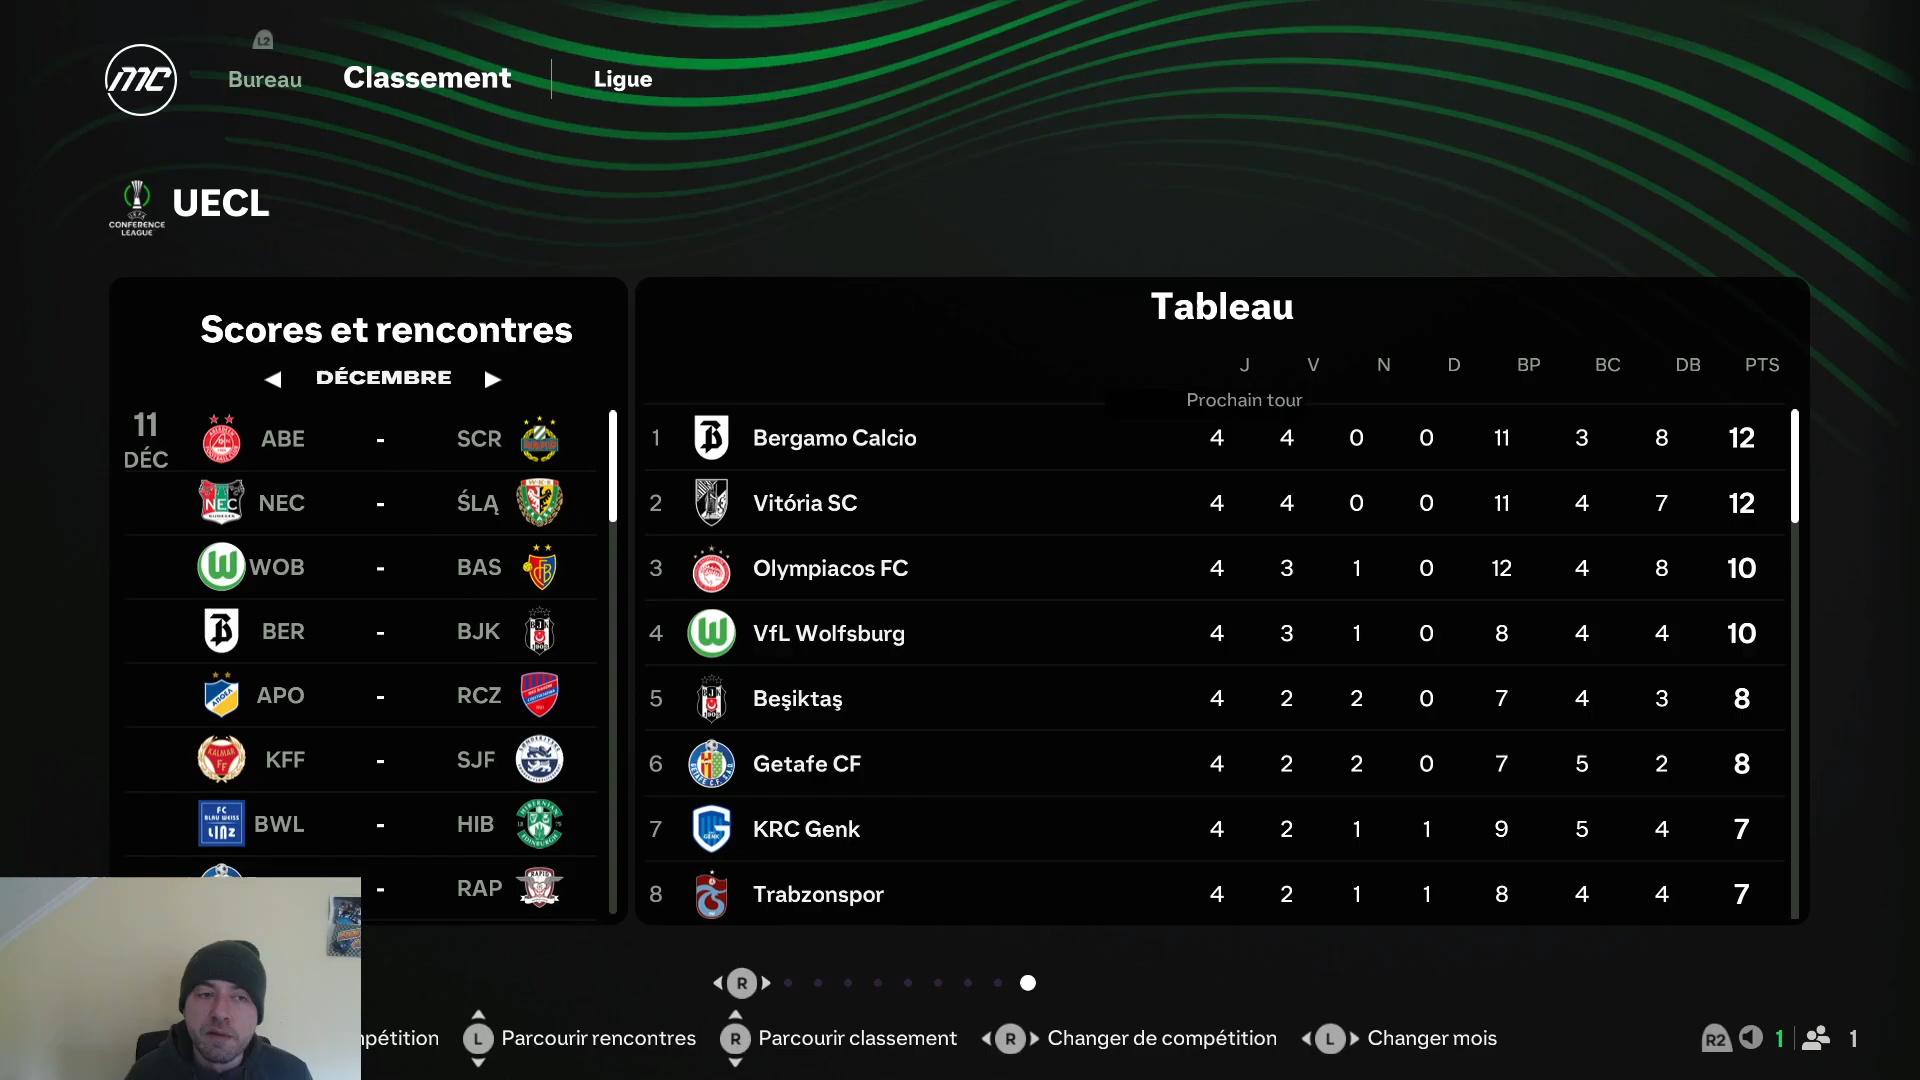 L2
MC Bureau Classement Ligue
CONFERENCE LEAGUE
UECL
Scores et rencontres
DÉCEMBRE
11 DÉC
ABE - SCR
NEC - ŚLĄ
WOB - BAS
BER - BJK
APO - RCZ
KFF - SJF
BWL - HIB
- RAP
Tableau
J V N D BP BC DB PTS
Prochain tour
1 Bergamo Calcio 4 4 0 0 11 3 8 12
2 Vitória SC 4 4 0 0 11 4 7 12
3 Olympiacos FC 4 3 1 0 12 4 8 10
4 VfL Wolfsburg 4 3 1 0 8 4 4 10
5 Beşiktaş 4 2 2 0 7 4 3 8
6 Getafe CF 4 2 2 0 7 5 2 8
7 KRC Genk 4 2 1 1 9 5 4 7
8 Trabzonspor 4 2 1 1 8 4 4 7
R
mpétition L Parcourir rencontres R Parcourir classement R Changer de compétition L Changer mois
R2 1 1